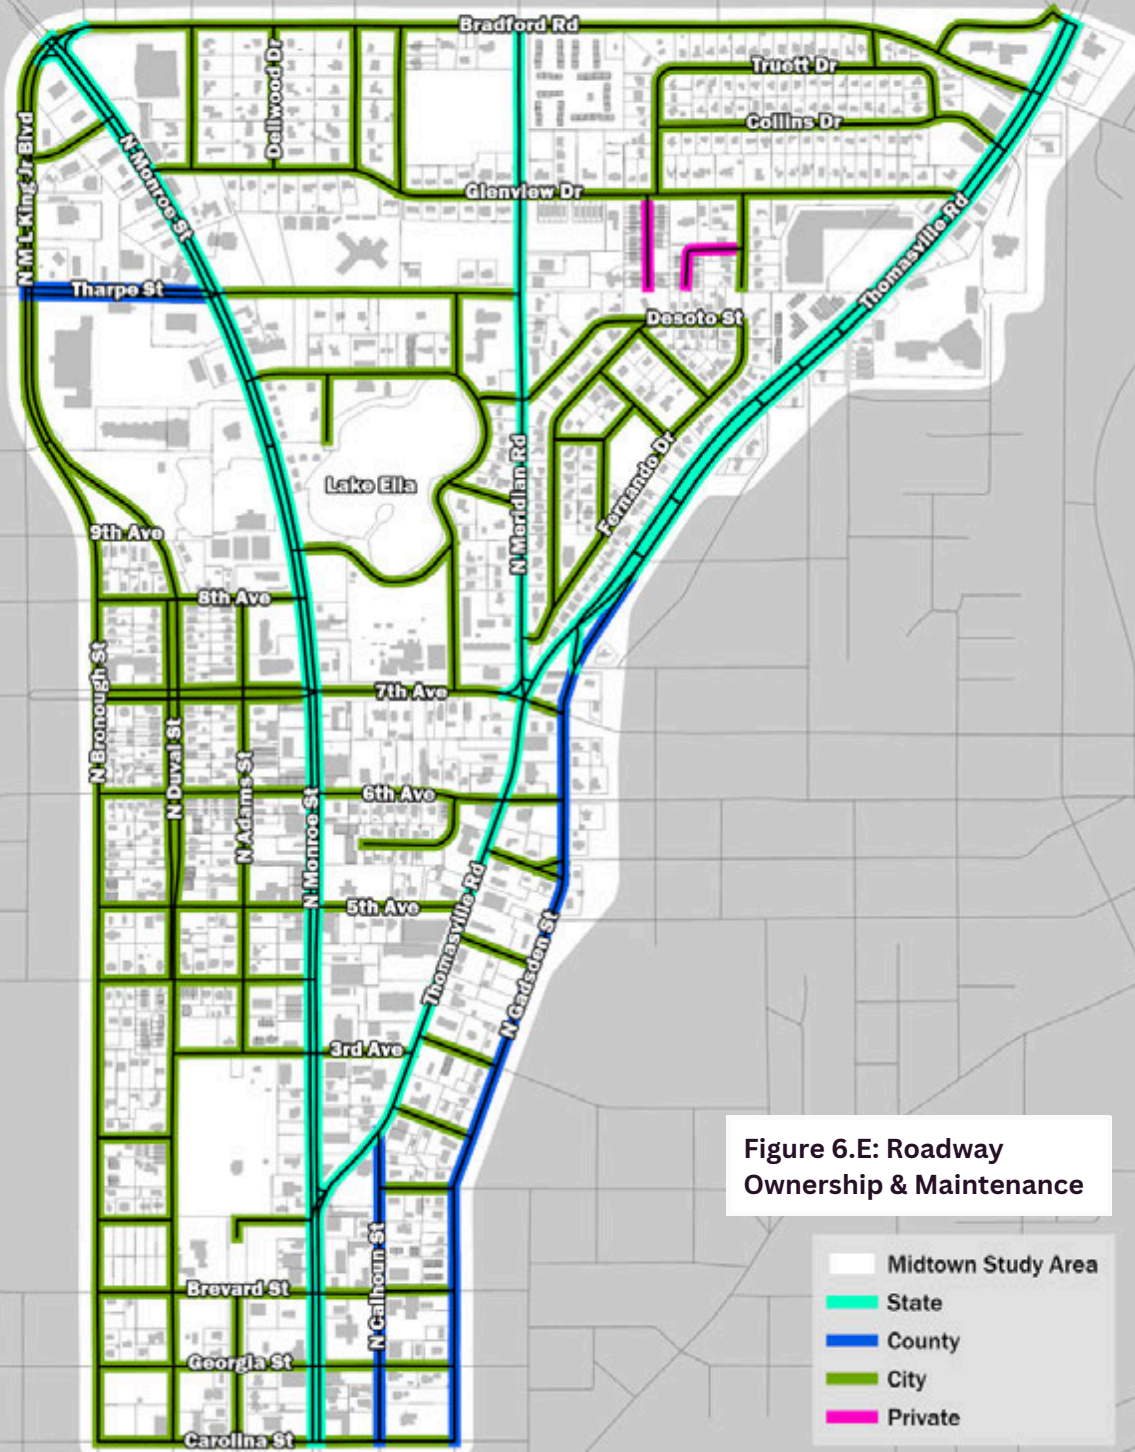 Bradford Rd
Dellwood Dr
Truett Dr
Collins Dr
N M L King Jr Blvd
N Monroe St
Glenview Dr
Thomasville Rd
Tharpe St
Desoto St
Lake Ella
N Meridian Rd
Fernando Dr
9th Ave
8th Ave
N Bronough St
7th Ave
N Duval St
N Adams St
N Monroe St
6th Ave
5th Ave
Thomasville Rd
N Gadsden St
3rd Ave
N Calhoun St
Brevard St
Georgia St
Carolina St
Figure 6.E: Roadway
Ownership & Maintenance
Midtown Study Area
State
County
City
Private